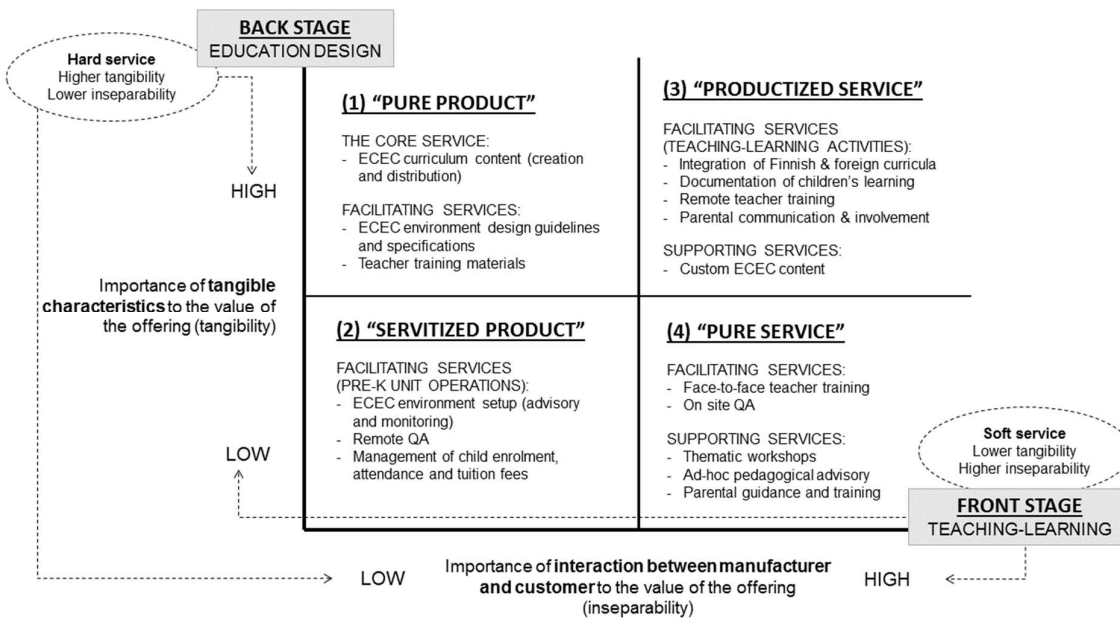 BACK STAGE
EDUCATION DESIGN
Hard service
Higher tangibility
Lower inseparability
(1) “PURE PRODUCT”
THE CORE SERVICE:
- ECEC curriculum content (creation
and distribution)
FACILITATING SERVICES:
- ECEC environment design guidelines
and specifications
- Teacher training materials
(3) “PRODUCTIZED SERVICE”
FACILITATING SERVICES
(TEACHING-LEARNING ACTIVITIES):
- Integration of Finnish & foreign curricula
- Documentation of children’s learning
- Remote teacher training
- Parental communication & involvement
SUPPORTING SERVICES:
- Custom ECEC content
HIGH
Importance of tangible
characteristics to the value of
the offering (tangibility)
LOW
(2) “SERVITIZED PRODUCT”
FACILITATING SERVICES
(PRE-K UNIT OPERATIONS):
- ECEC environment setup (advisory
and monitoring)
- Remote QA
- Management of child enrolment,
attendance and tuition fees
(4) “PURE SERVICE”
FACILITATING SERVICES:
- Face-to-face teacher training
- On site QA
SUPPORTING SERVICES:
- Thematic workshops
- Ad-hoc pedagogical advisory
- Parental guidance and training
Soft service
Lower tangibility
Higher inseparability
FRONT STAGE
TEACHING-LEARNING
LOW
Importance of interaction between manufacturer
and customer to the value of the offering
(inseparability)
HIGH